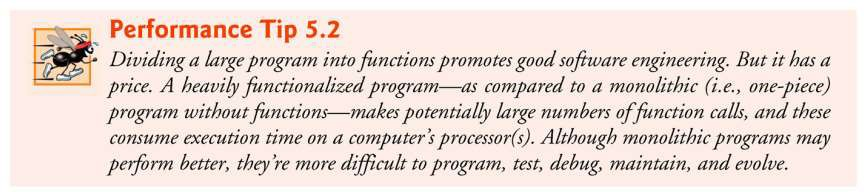 Performance Tip 5.2
Dividing a large program into functions promotes good software engineering. But it has a
price. A heavily functionalized program—as compared to a monolithic (i.e., one-piece)
program without functions—makes potentially large numbers of function calls, and these
consume execution time on a computer’s processor(s). Although monolithic programs may
perform better, they’re more difficult to program, test, debug, maintain, and evolve.